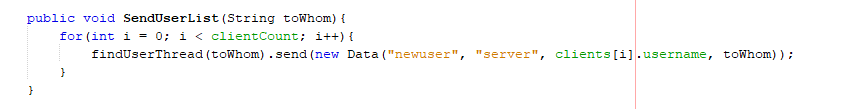 public void SendUserList(String toWhom){
for(int i = 0; i < clientCount; i++){
findUserThread(toWhom).send(new Data("newuser", "server", clients[i].username, toWhom));
}
}